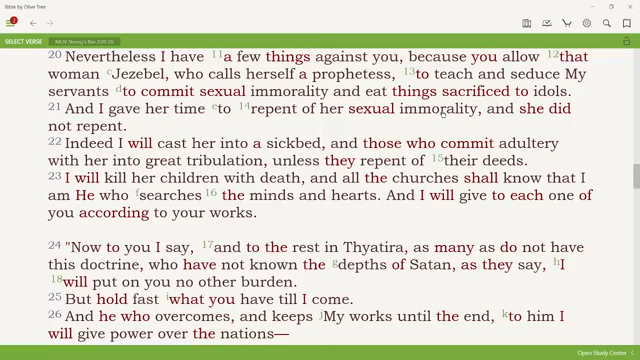 Bible by Olive Tree
SELECT VERSE NKJV Strong's Rev 2:20-26
20 Nevertheless I have 11a few things against you, because you allow 12that
woman cJezebel, who calls herself a prophetess, 13to teach and seduce My
servants dto commit sexual immorality and eat things sacrificed to idols.
21 And I gave her time eto 14repent of her sexual immorality, and she did
not repent.
22 Indeed I will cast her into a sickbed, and those who commit adultery
with her into great tribulation, unless they repent of 15their deeds.
23 I will kill her children with death, and all the churches shall know that I
am He who fsearches 16 the minds and hearts. And I will give to each one of
you according to your works.
24 "Now to you I say, 17and to the rest in Thyatira, as many as do not have
this doctrine, who have not known the gdepths of Satan, as they say, hI
18will put on you no other burden.
25 But hold fast iwhat you have till I come.
26 And he who overcomes, and keeps jMy works until the end, kto him I
will give power over the nations—
Open Study Center